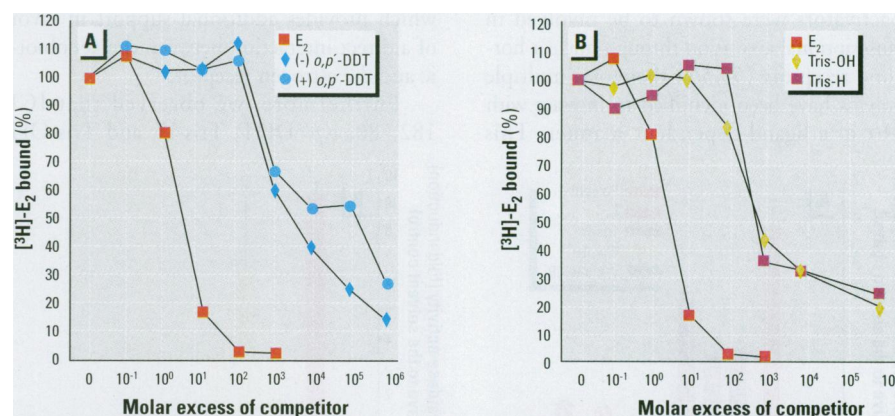 A
E₂
(-) o,p´-DDT
(+) o,p´-DDT
[³H]-E₂ bound (%)
120
110
100
90
80
70
60
50
40
30
20
10
0
0 10⁻¹ 10⁰ 10¹ 10² 10³ 10⁴ 10⁵ 10⁶
Molar excess of competitor
B
E₂
Tris-OH
Tris-H
[³H]-E₂ bound (%)
120
110
100
90
80
70
60
50
40
30
20
10
0
0 10⁻¹ 10⁰ 10¹ 10² 10³ 10⁴ 10⁵ 10
Molar excess of competitor